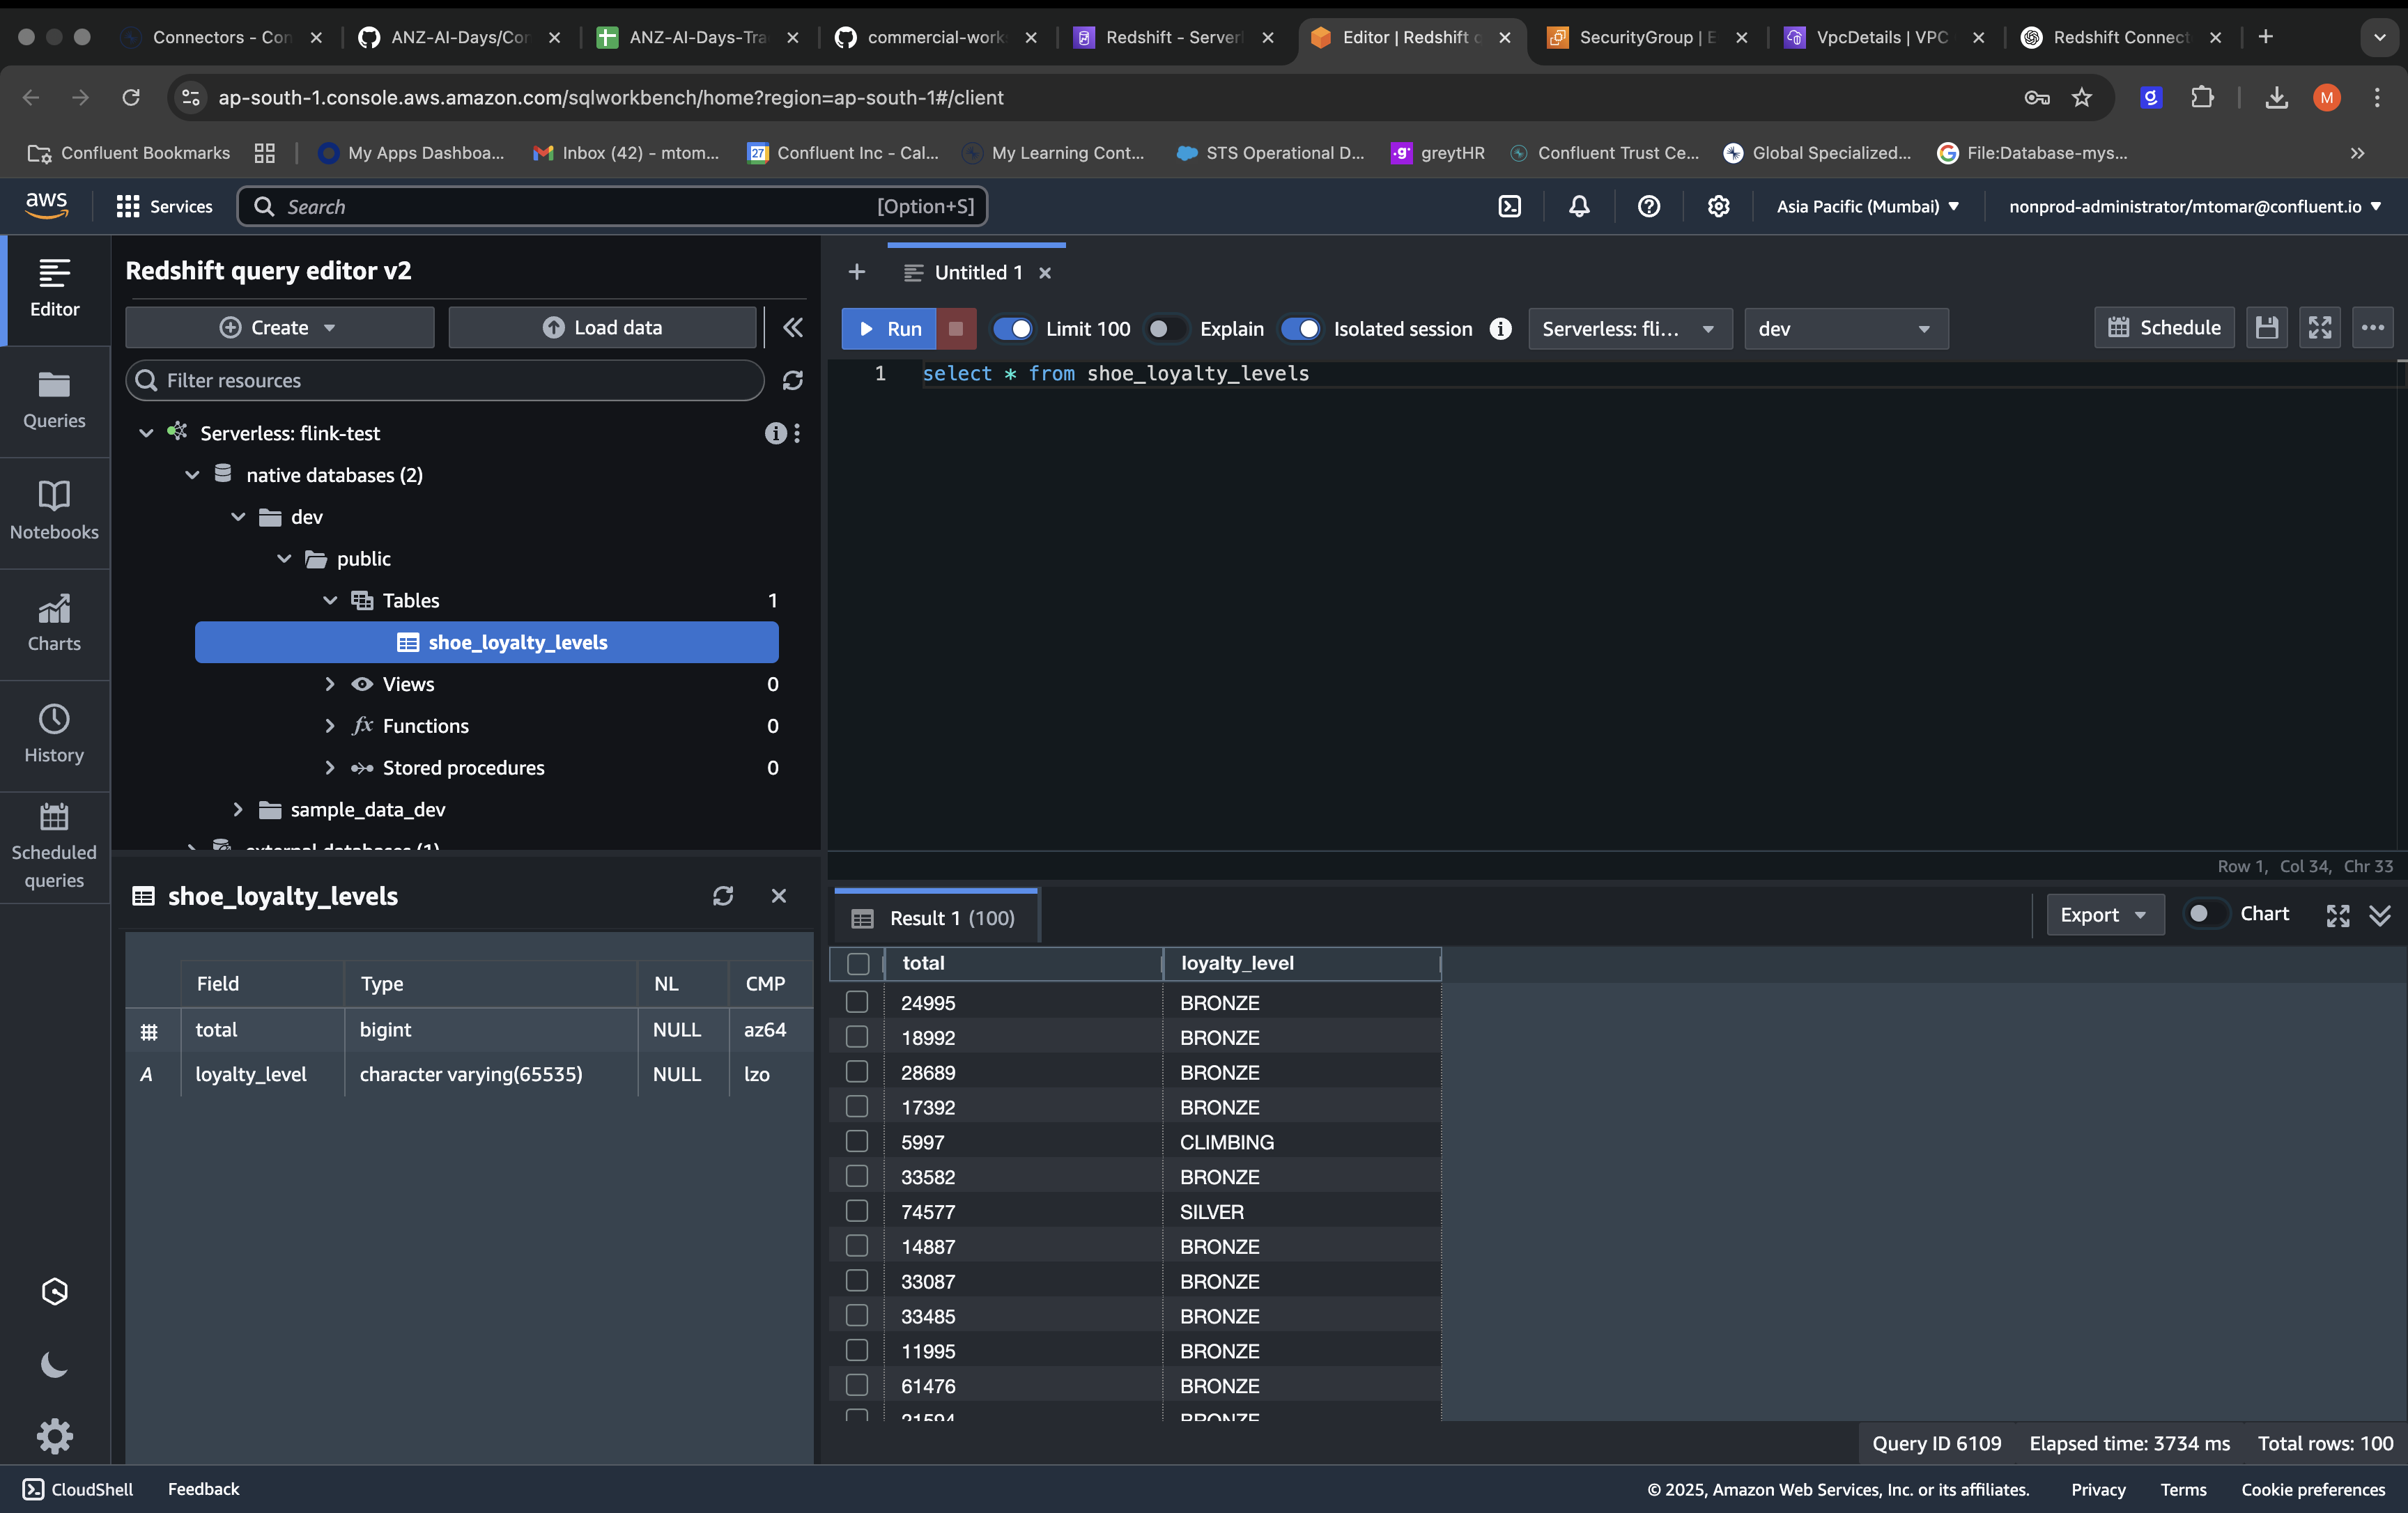 Connectors - Con
ANZ-AI-Days/Con
ANZ-AI-Days-Tra
commercial-work
Redshift - Serverl
Editor | Redshift q
SecurityGroup | E
VpcDetails | VPC
Redshift Connect
ap-south-1.console.aws.amazon.com/sqlworkbench/home?region=ap-south-1#/client
M
Confluent Bookmarks
My Apps Dashboa...
Inbox (42) - mtom...
27
Confluent Inc - Cal...
My Learning Cont...
STS Operational D...
.g' greytHR
Confluent Trust Ce...
Global Specialized...
File:Database-mys...
aws
Services
Search
[Option+S]
Asia Pacific (Mumbai)
nonprod-administrator/mtomar@confluent.io
Editor
Queries
Notebooks
Charts
History
Scheduled
queries
Redshift query editor v2
Create
Load data
Filter resources
Serverless: flink-test
native databases (2)
dev
public
Tables 1
shoe_loyalty_levels
Views 0
fx Functions 0
Stored procedures 0
sample_data_dev
external databases (1)
shoe_loyalty_levels
Field Type NL CMP
total bigint NULL az64
A loyalty_level character varying(65535) NULL lzo
Untitled 1
Run
Limit 100
Explain
Isolated session
Serverless: fli...
dev
Schedule
1 select * from shoe_loyalty_levels
Row 1, Col 34, Chr 33
Result 1 (100)
Export
Chart
total loyalty_level
24995 BRONZE
18992 BRONZE
28689 BRONZE
17392 BRONZE
5997 CLIMBING
33582 BRONZE
74577 SILVER
14887 BRONZE
33087 BRONZE
33485 BRONZE
11995 BRONZE
61476 BRONZE
21594 BRONZE
Query ID 6109 Elapsed time: 3734 ms Total rows: 100
CloudShell
Feedback
© 2025, Amazon Web Services, Inc. or its affiliates.
Privacy
Terms
Cookie preferences